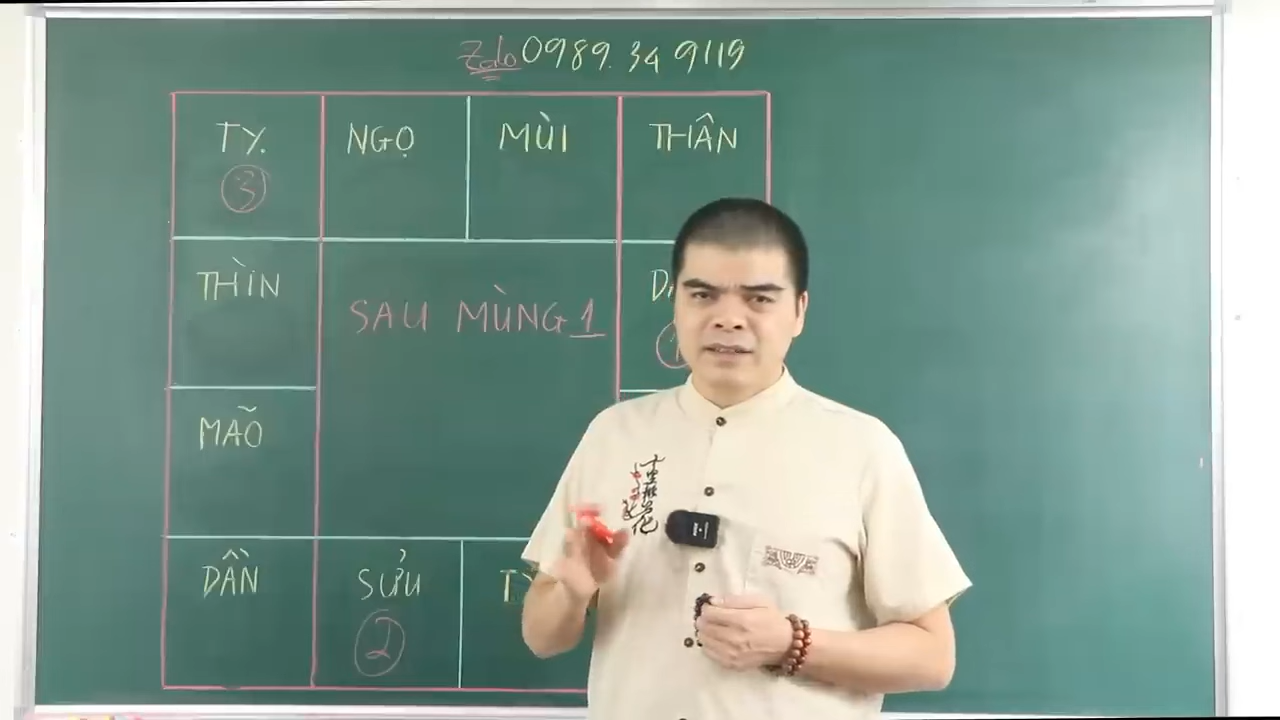 Zalo 0989.34 9119
TỴ NGỌ MÙI THÂN
3
THÌN
SAU MÙNG 1
MÃO
DẦN SỬU
2